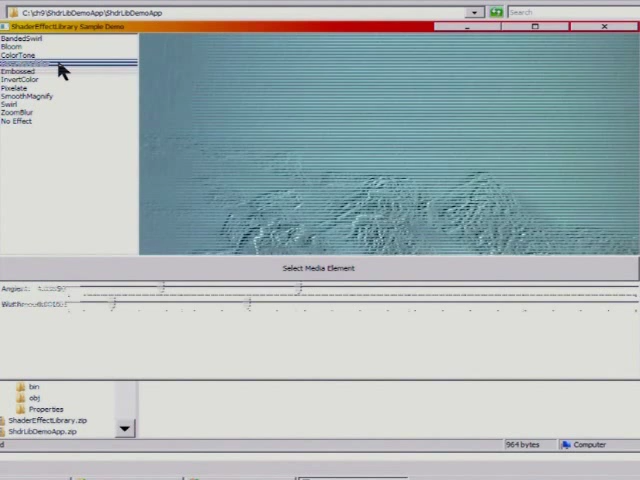 C:\ch9\ShdrLibDemoApp\ShdrLibDemoApp
Search
ShaderEffectLibrary Sample Demo
BandedSwirl
Bloom
ColorTone
Embossed
InvertColor
Pixelate
SmoothMagnify
Swirl
ZoomBlur
No Effect
Select Media Element
bin
obj
Properties
ShaderEffectLibrary.zip
ShdrLibDemoApp.zip
964 bytes
Computer